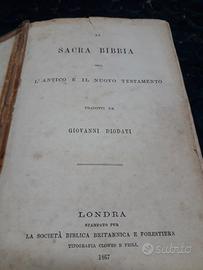 LA
SACRA BIBBIA
OSSIA
L'ANTICO E IL NUOVO TESTAMENTO
TRADOTTI DA
GIOVANNI DIODATI
LONDRA
STAMPATO PER
LA SOCIETÀ BIBLICA BRITANNICA E FORESTIERA
TIPOGRAFIA CLOWES E FIGLI.
1867
subito